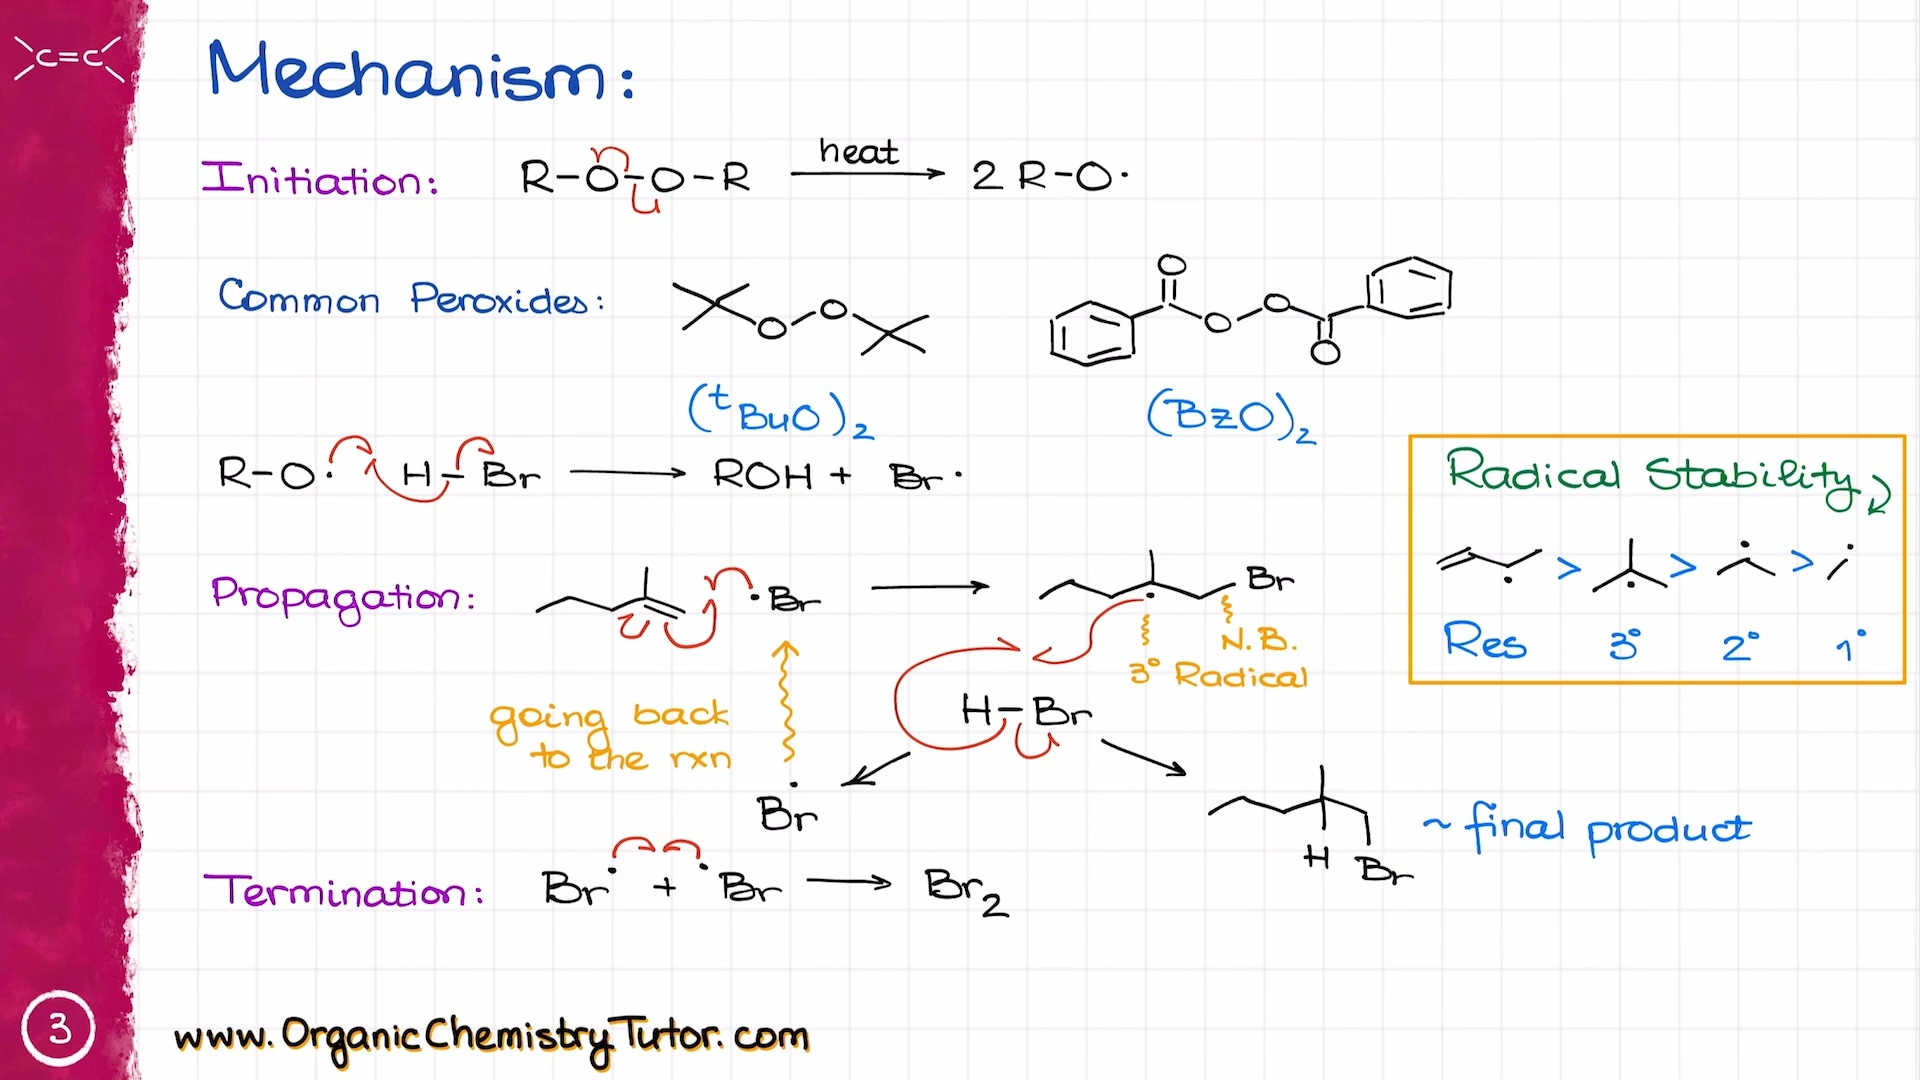 C=C
Mechanism:
Initiation: R-O-O-R heat 2 R-O·
Common Peroxides: O O O O O O
(tBuO)2 (BzO)2
R-O· H-Br ROH + Br·
Radical Stability
> > >
Res 3° 2° 1°
Propagation: ·Br Br
N.B.
3° Radical
H-Br
going back
to the rxn
Br
H Br ~ final product
Termination: Br· + ·Br Br2
3
www.OrganicChemistryTutor.com